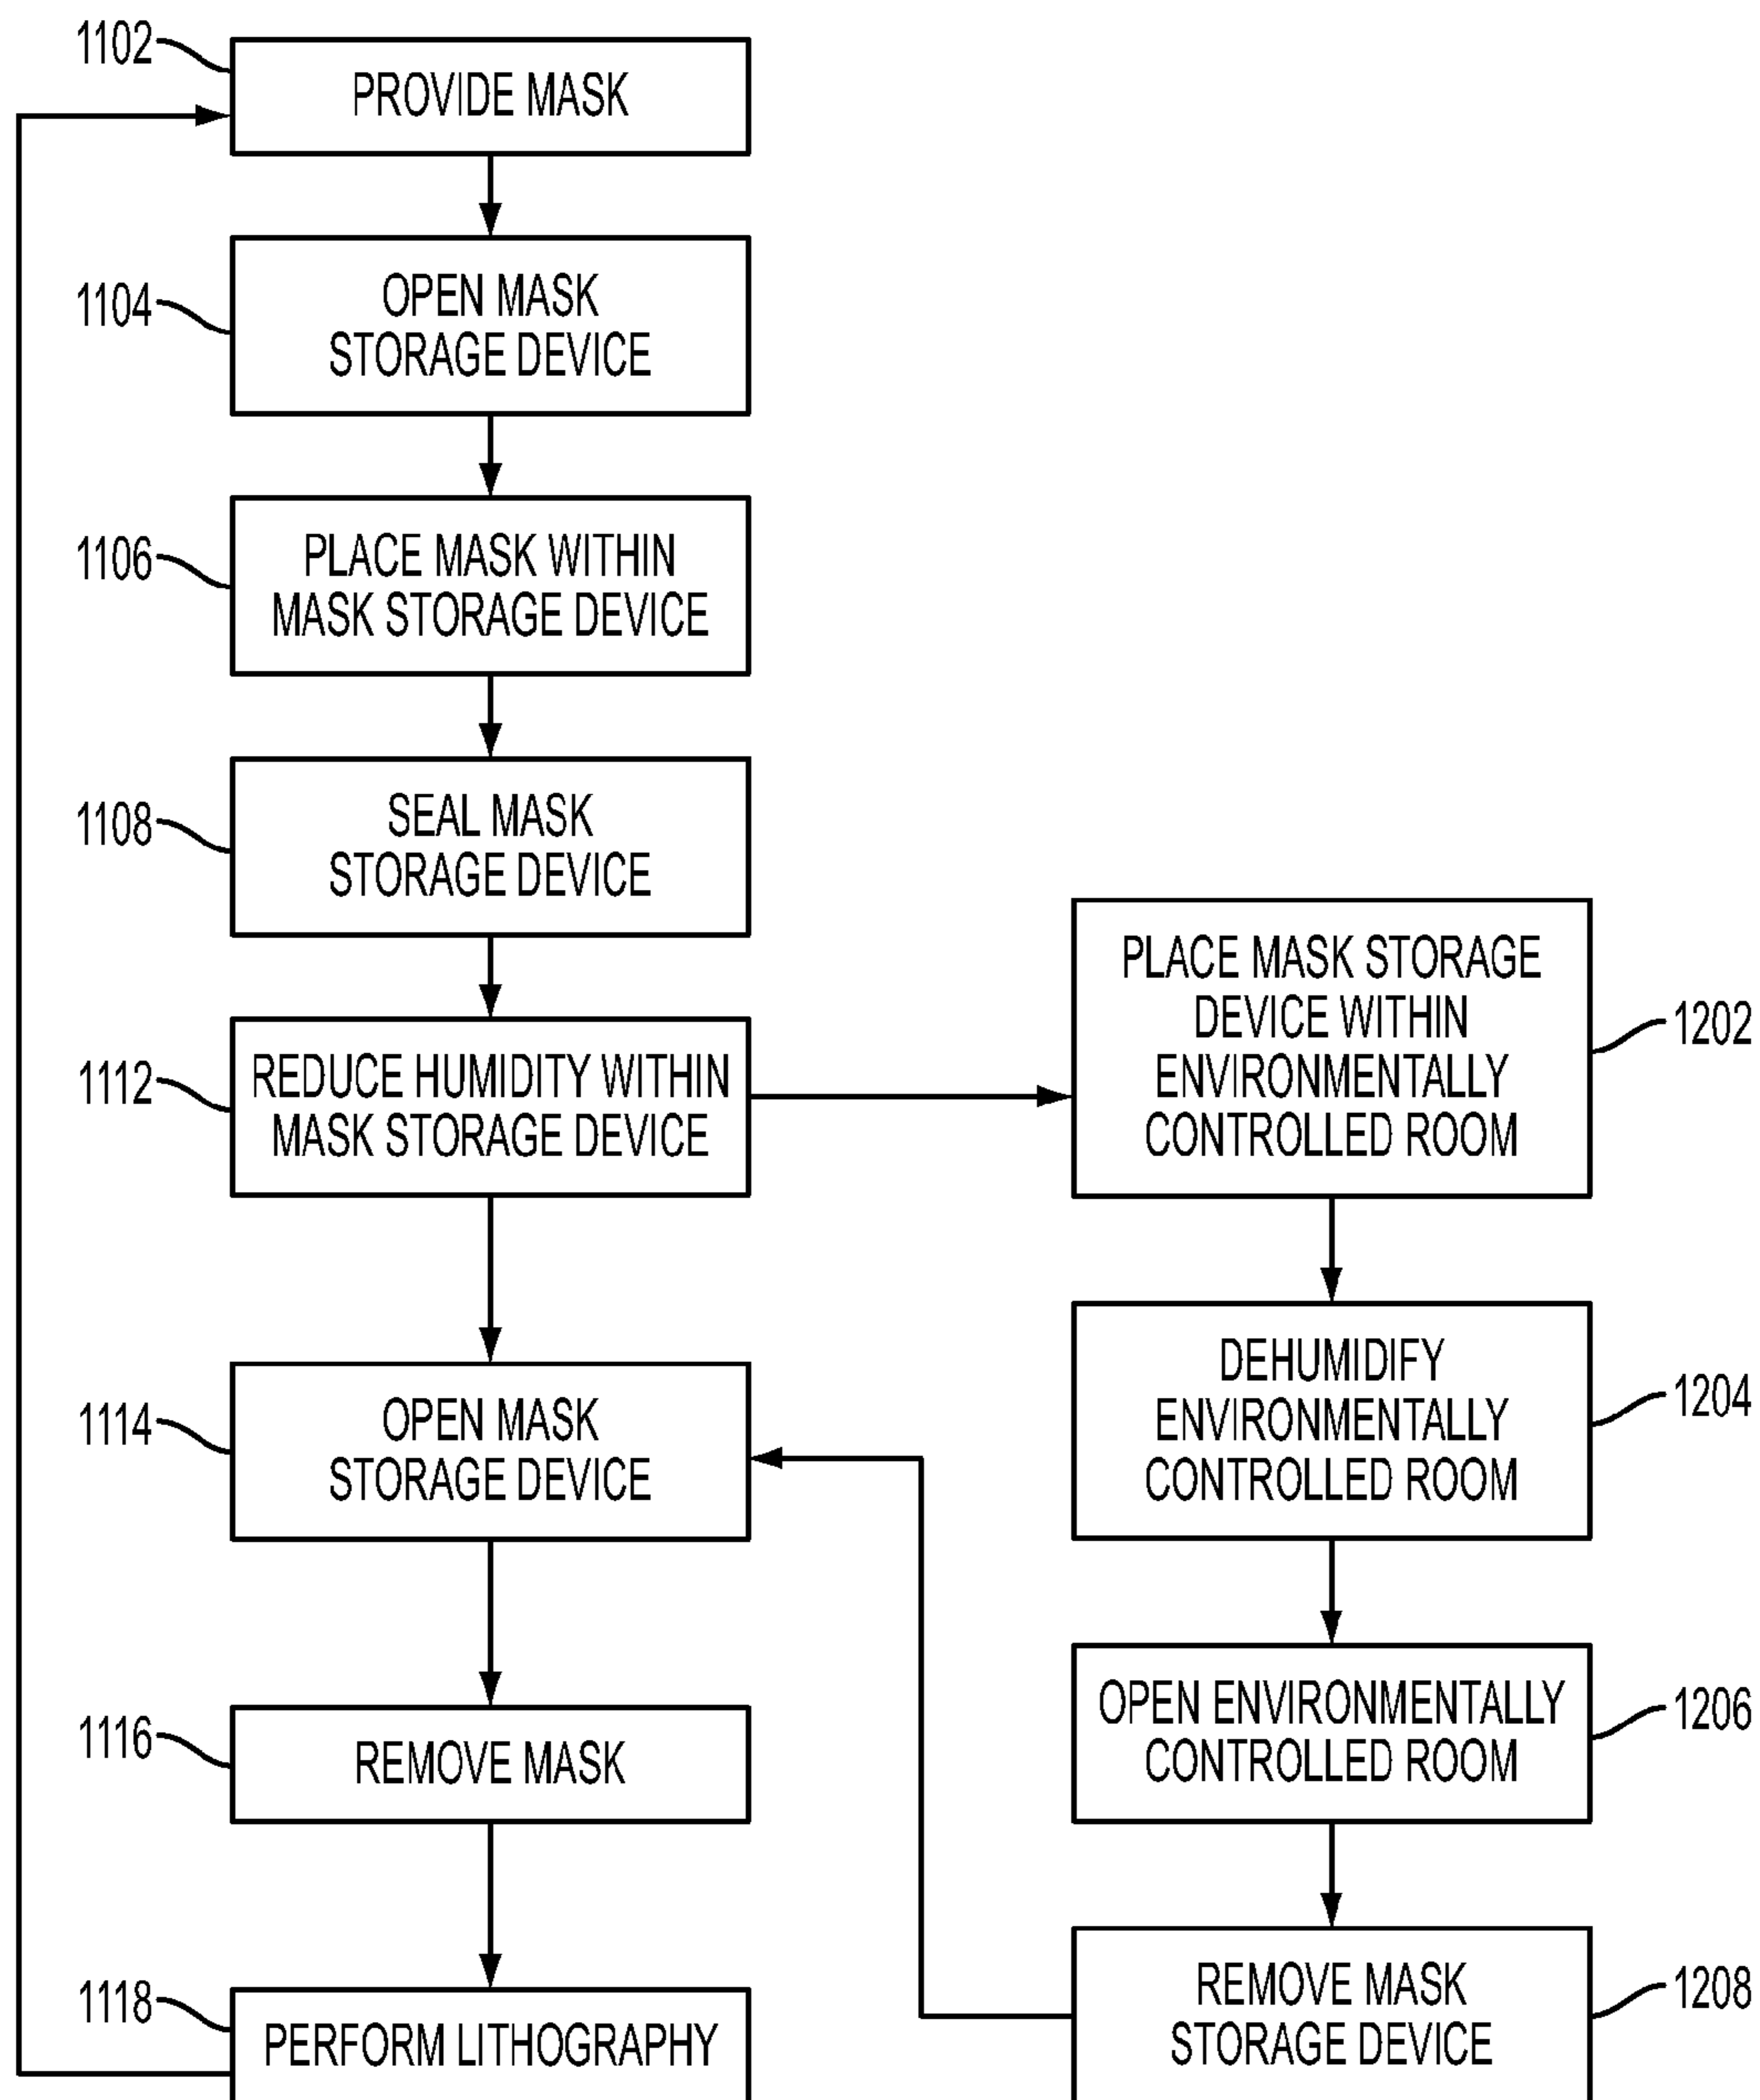 1102
PROVIDE MASK
1104
OPEN MASK
STORAGE DEVICE
1106
PLACE MASK WITHIN
MASK STORAGE DEVICE
1108
SEAL MASK
STORAGE DEVICE
1112
REDUCE HUMIDITY WITHIN
MASK STORAGE DEVICE
1114
OPEN MASK
STORAGE DEVICE
1116
REMOVE MASK
1118
PERFORM LITHOGRAPHY
PLACE MASK STORAGE
DEVICE WITHIN
ENVIRONMENTALLY
CONTROLLED ROOM
1202
DEHUMIDIFY
ENVIRONMENTALLY
CONTROLLED ROOM
1204
OPEN ENVIRONMENTALLY
CONTROLLED ROOM
1206
REMOVE MASK
STORAGE DEVICE
1208